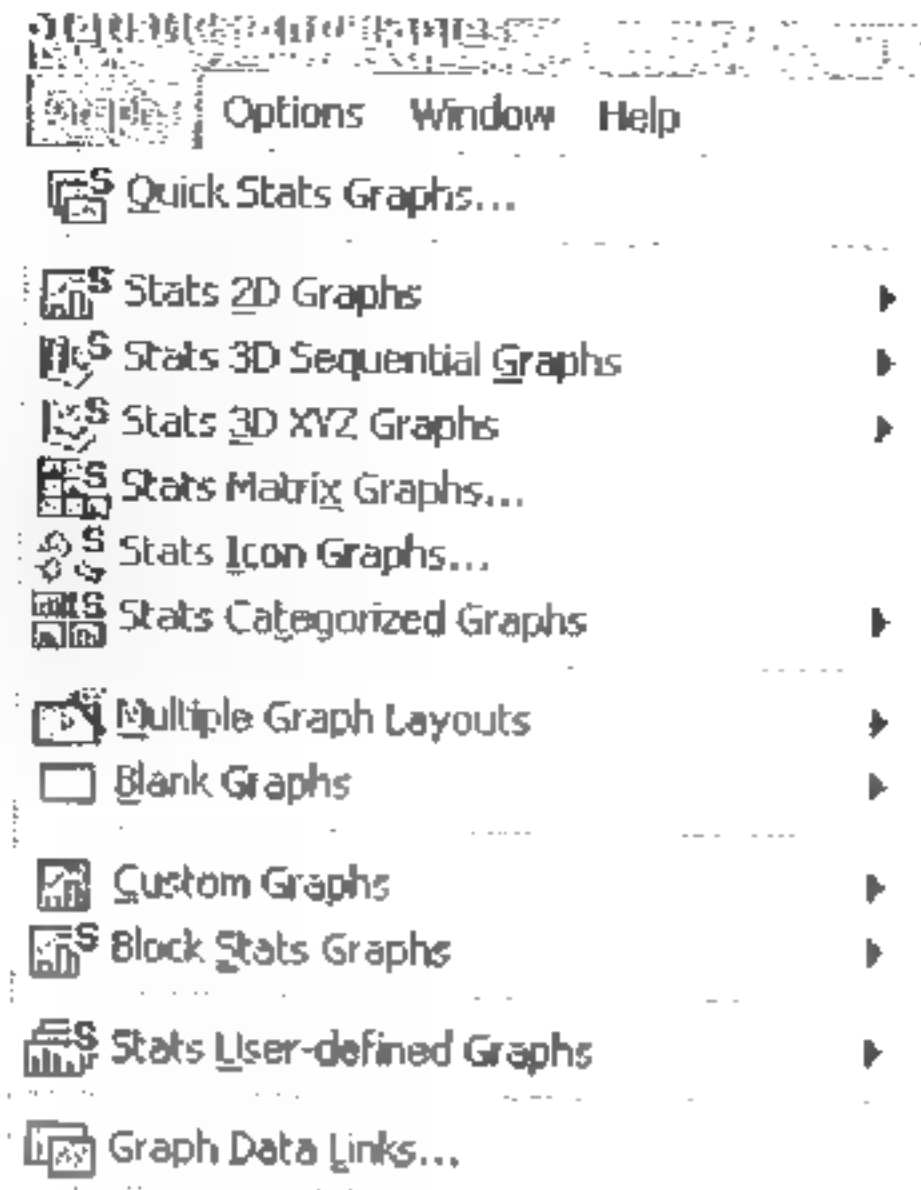 Options Window Help
Quick Stats Graphs...
Stats 2D Graphs
Stats 3D Sequential Graphs
Stats 3D XYZ Graphs
Stats Matrix Graphs...
Stats Icon Graphs...
Stats Categorized Graphs
Multiple Graph Layouts
Blank Graphs
Custom Graphs
Block Stats Graphs
Stats User-defined Graphs
Graph Data Links...